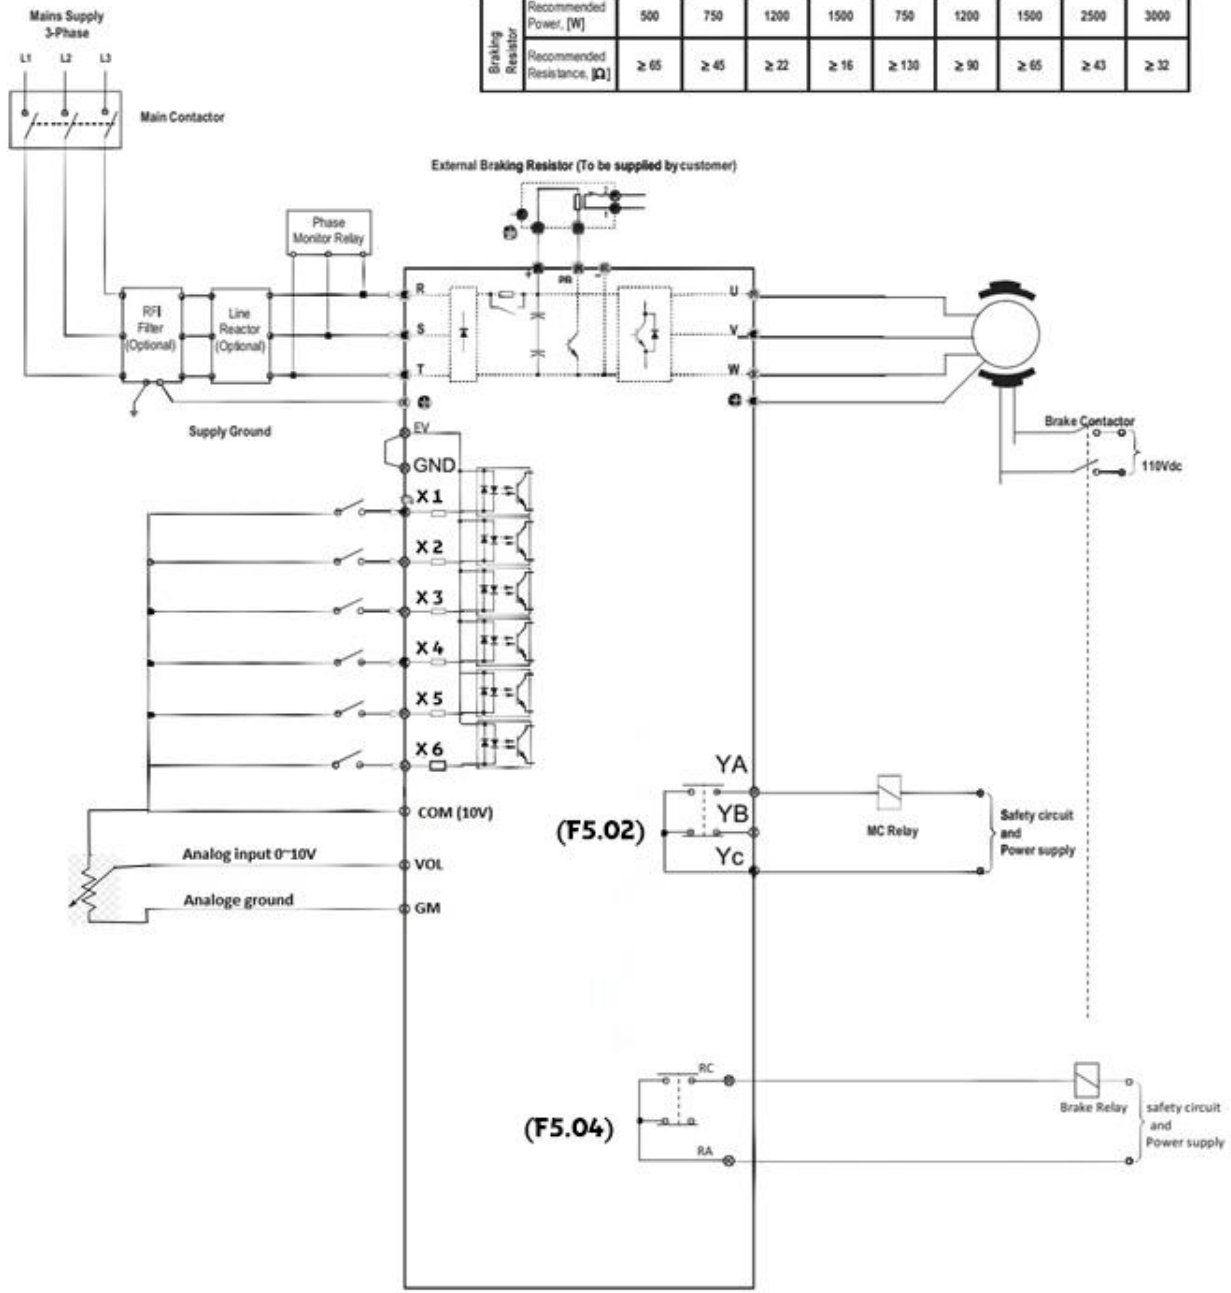 Mains Supply
3-Phase
L1 L2 L3
Main Contactor
Braking
Resistor
Recommended
Power, [W]
500 750 1200 1500 750 1200 1500 2500 3000
Recommended
Resistance, [Ω]
≥ 65 ≥ 45 ≥ 22 ≥ 16 ≥ 130 ≥ 90 ≥ 65 ≥ 43 ≥ 32
External Braking Resistor (To be supplied by customer)
2
1
Phase
Monitor Relay
+ PB -
RFI
Filter
(Optional)
Line
Reactor
(Optional)
R
S
T
U
V
W
Supply Ground
EV
GND
X1
X2
X3
X4
X5
X6
COM (10V)
Analog input 0~10V
VOL
Analoge ground
GM
Brake Contactor
110Vdc
(F5.02)
YA
YB
Yc
MC Relay
Safety circuit
and
Power supply
(F5.04)
RC
RA
Brake Relay
safety circuit
and
Power supply